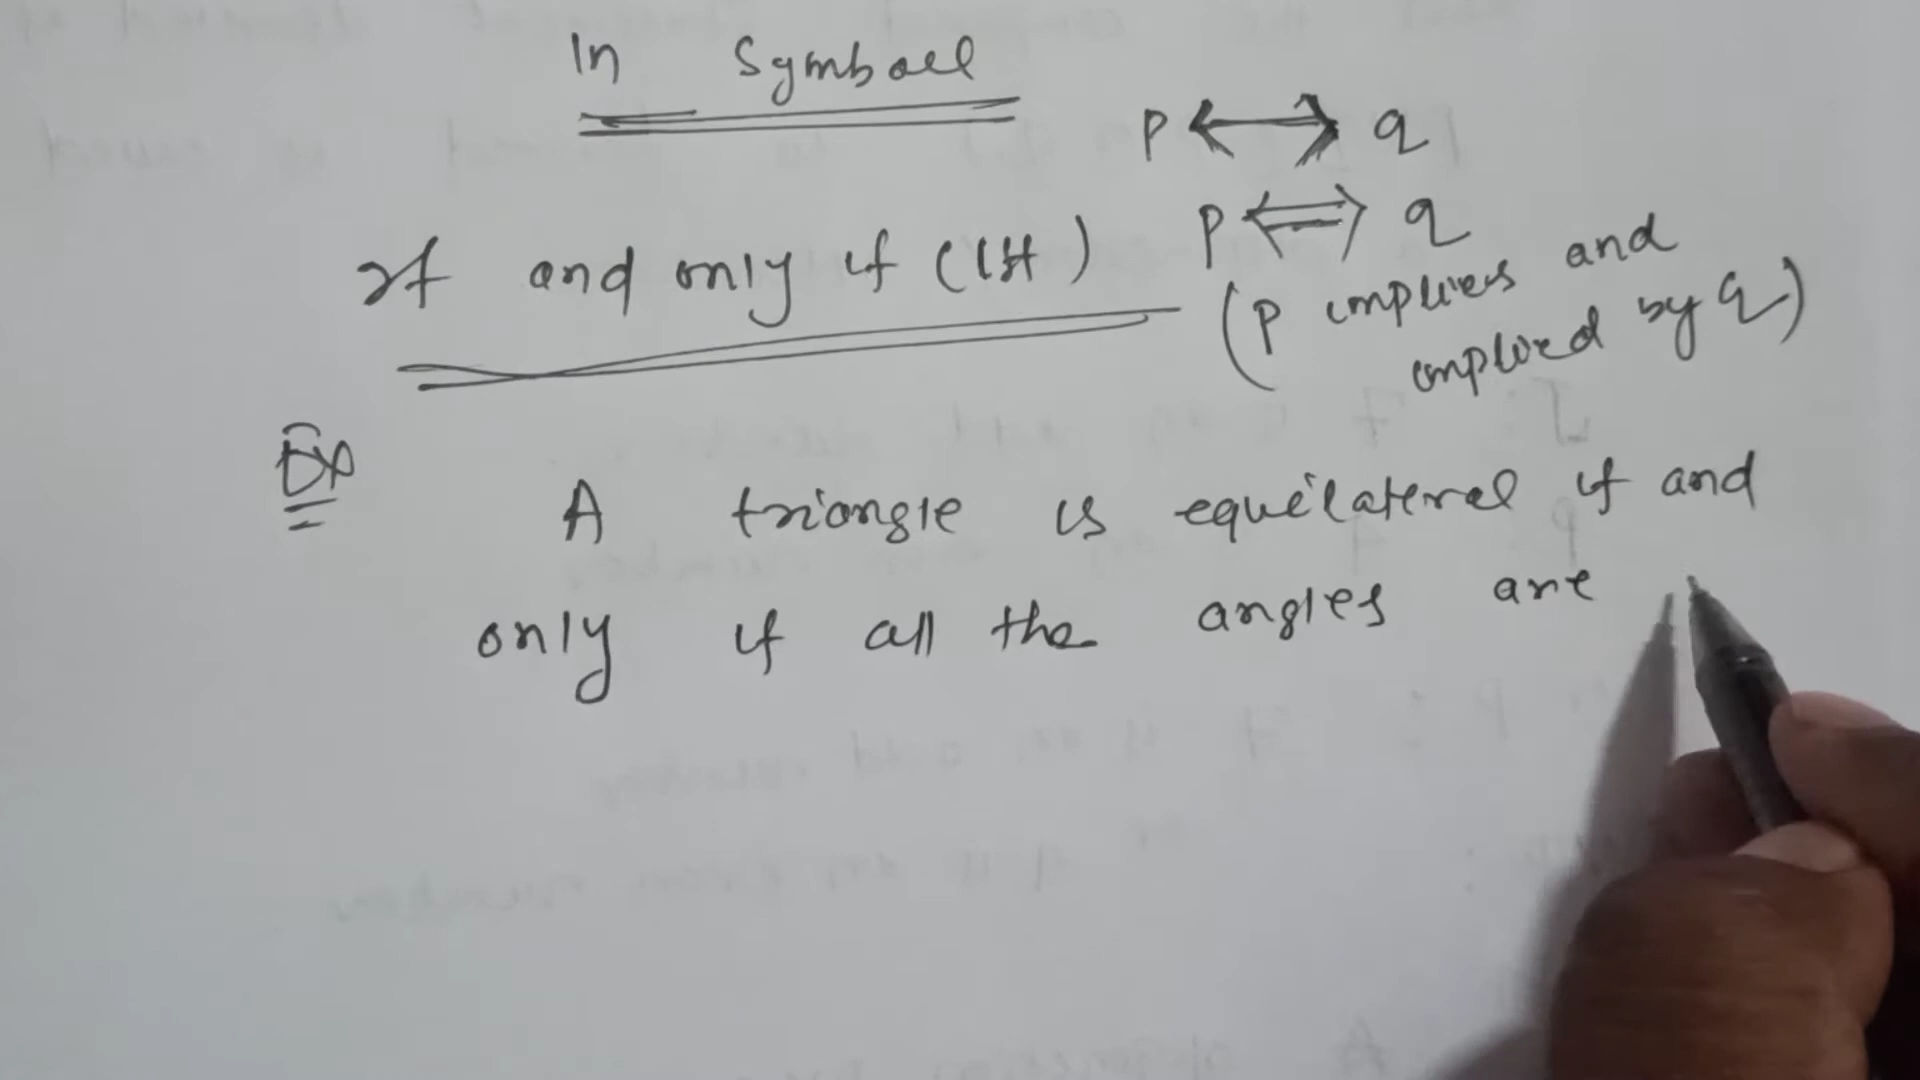 In Symboll
p ↔ q
p ⟺ q
If and only if (iff)
(p implies and
implied by q)
Ex A triangle is equilateral if and
only if all the angles are